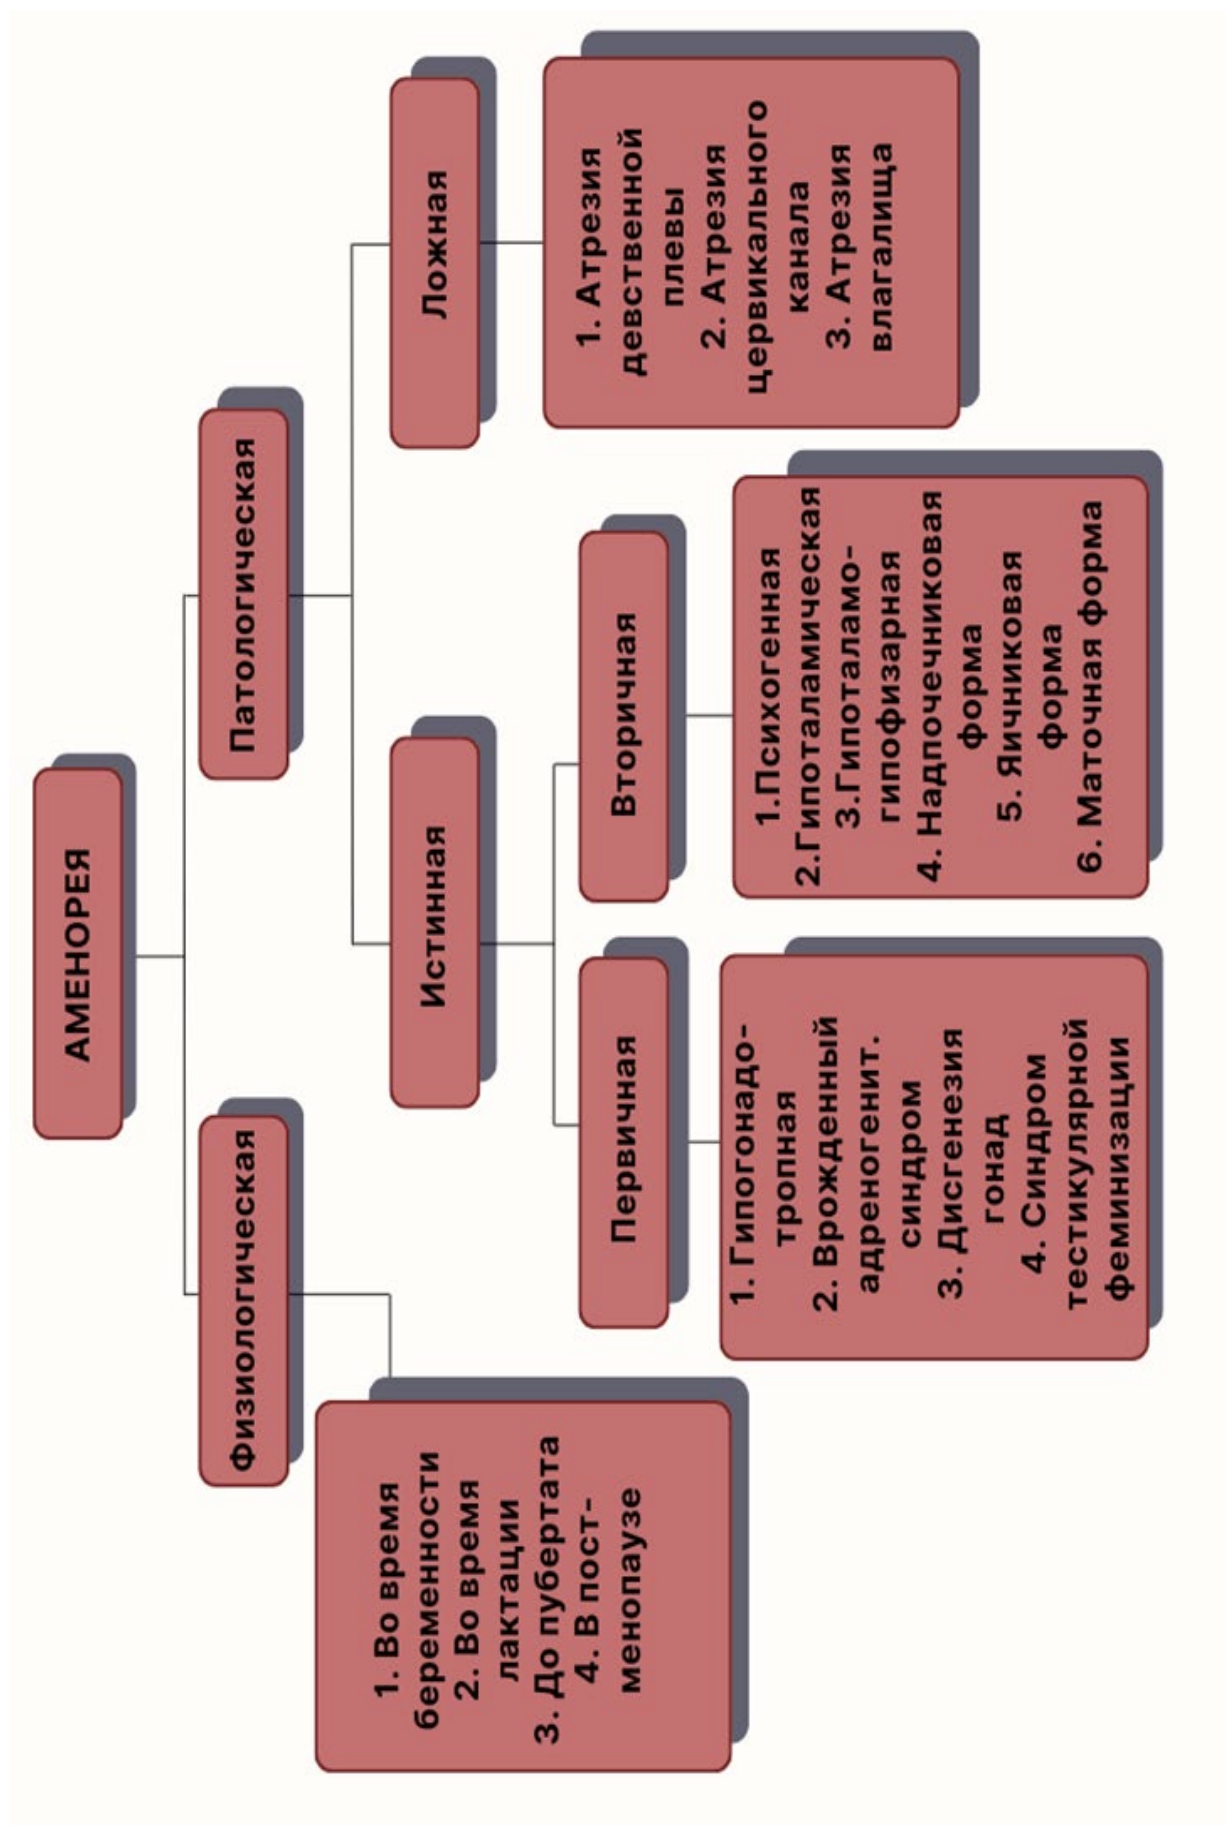 АМЕНОРЕЯ
Физиологическая
Патологическая
1. Во время
беременности
2. Во время
лактации
3. До пубертата
4. В пост-
менопаузе
Истинная
Ложная
Первичная
Вторичная
1. Гипогонадо-
тропная
2. Врожденный
адреногенит.
синдром
3. Дисгенезия
гонад
4. Синдром
тестикулярной
феминизации
1.Психогенная
2.Гипоталамическая
3.Гипоталамо-
гипофизарная
4. Надпочечниковая
форма
5. Яичниковая
форма
6. Маточная форма
1. Атрезия
девственной
плевы
2. Атрезия
цервикального
канала
3. Атрезия
влагалища